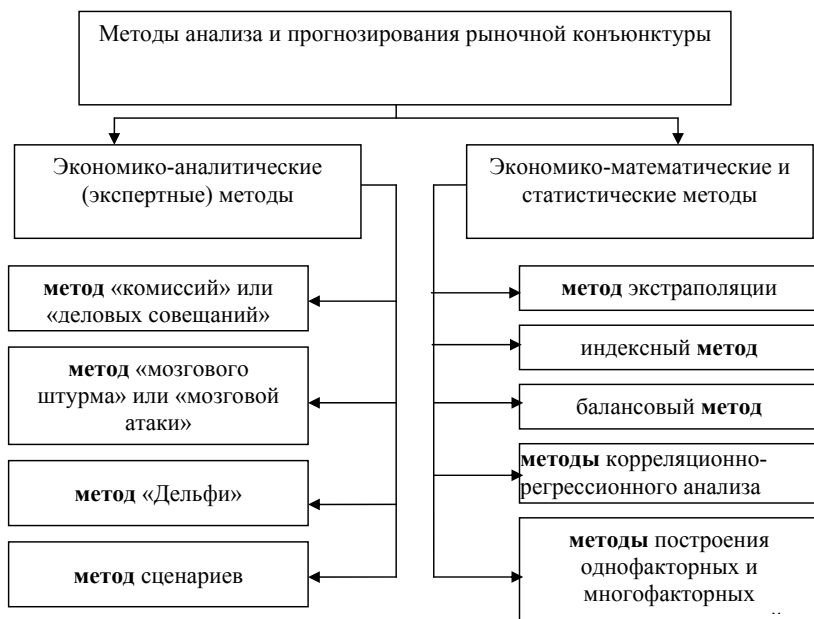 Методы анализа и прогнозирования рыночной конъюнктуры
Экономико-аналитические
(экспертные) методы
Экономико-математические и
статистические методы
метод «комиссий» или
«деловых совещаний»
метод «мозгового
штурма» или «мозговой
атаки»
метод «Дельфи»
метод сценариев
метод экстраполяции
индексный метод
балансовый метод
методы корреляционно-
регрессионного анализа
методы построения
однофакторных и
многофакторных